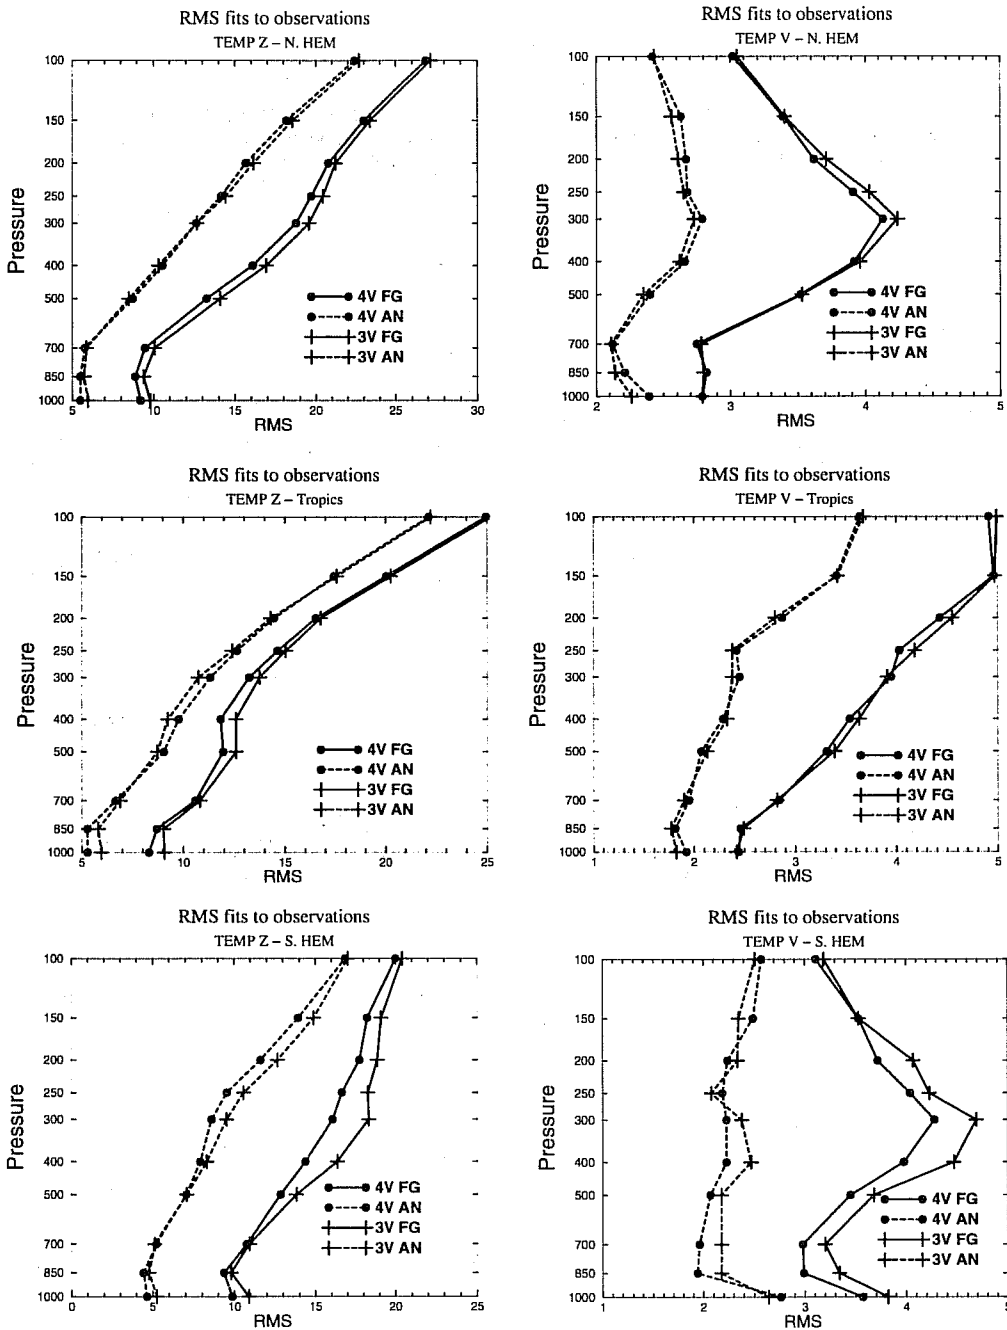 RMS fits to observations
TEMP Z – N. HEM
Pressure
100
150
200
250
300
400
500
700
850
1000
5 10 15 20 25 30
RMS
4V FG
4V AN
3V FG
3V AN
RMS fits to observations
TEMP V – N. HEM
Pressure
100
150
200
250
300
400
500
700
850
1000
2 3 4 5
RMS
4V FG
4V AN
3V FG
3V AN
RMS fits to observations
TEMP Z – Tropics
Pressure
100
150
200
250
300
400
500
700
850
1000
5 10 15 20 25
RMS
4V FG
4V AN
3V FG
3V AN
RMS fits to observations
TEMP V – Tropics
Pressure
100
150
200
250
300
400
500
700
850
1000
1 2 3 4 5
RMS
4V FG
4V AN
3V FG
3V AN
RMS fits to observations
TEMP Z – S. HEM
Pressure
100
150
200
250
300
400
500
700
850
1000
0 5 10 15 20 25
RMS
4V FG
4V AN
3V FG
3V AN
RMS fits to observations
TEMP V – S. HEM
Pressure
100
150
200
250
300
400
500
700
850
1000
1 2 3 4 5
RMS
4V FG
4V AN
3V FG
3V AN